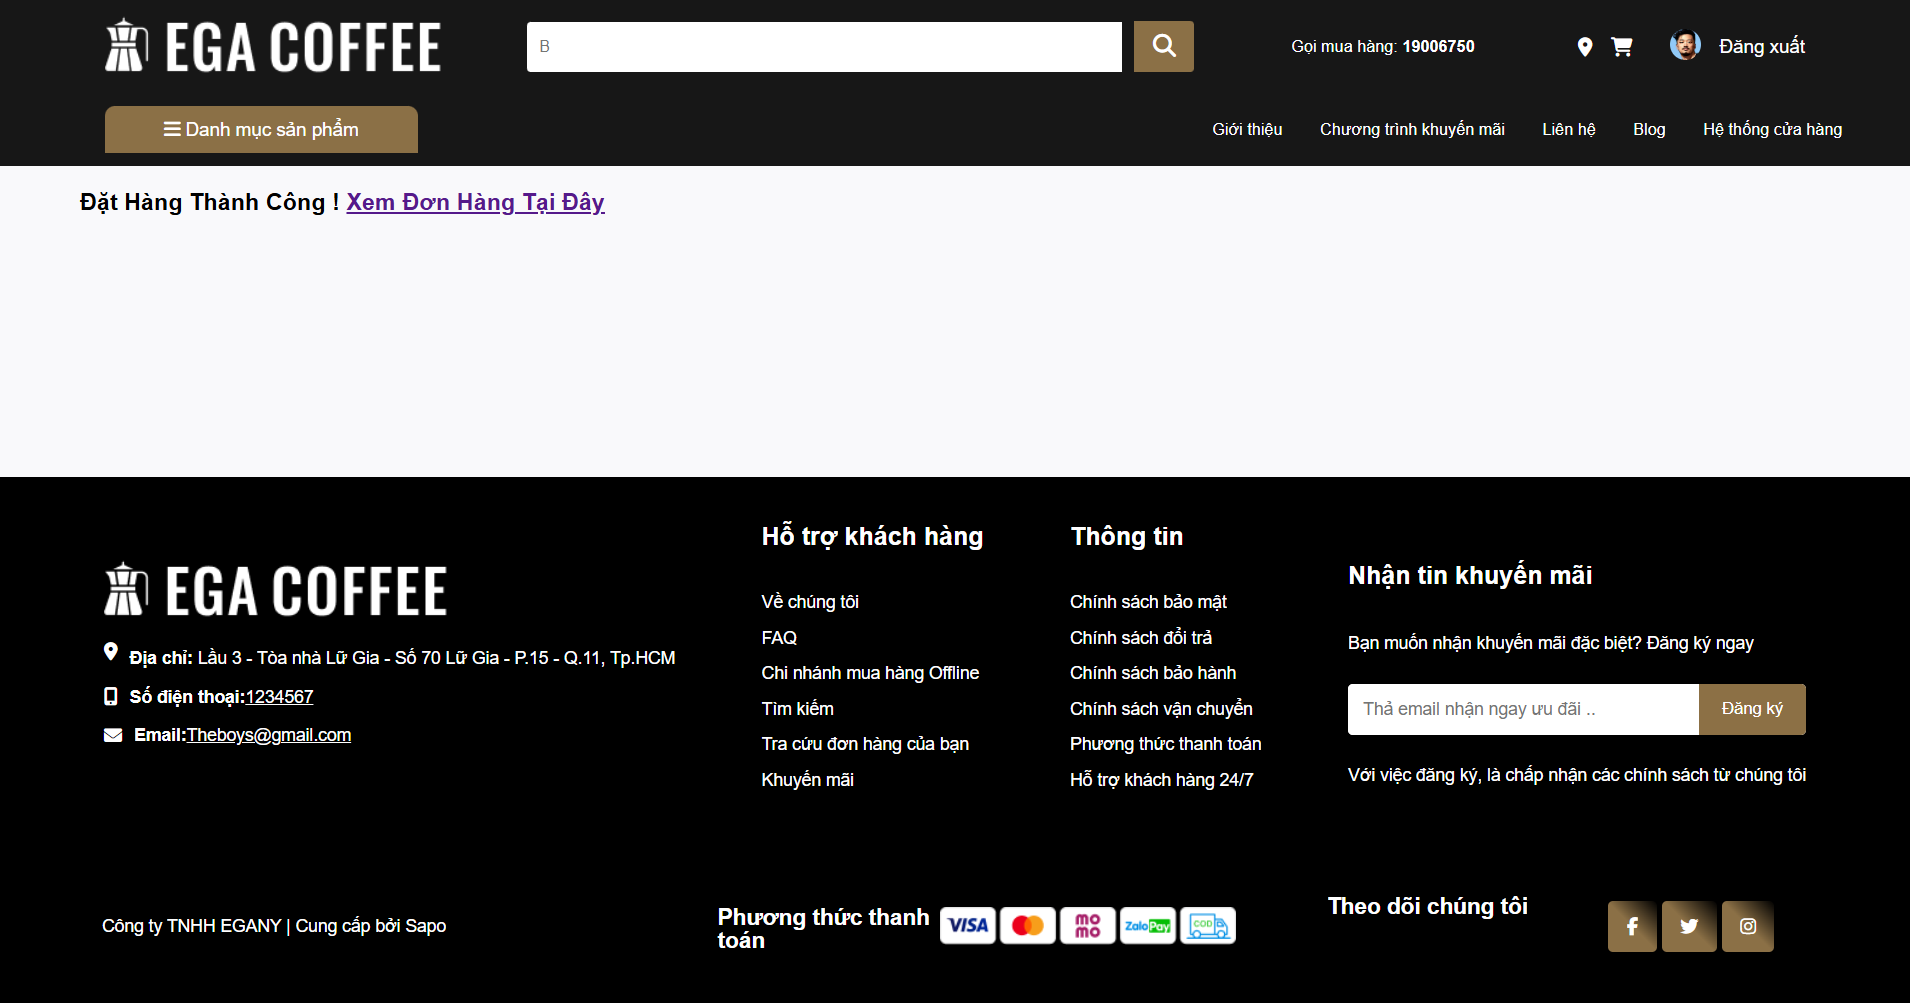 EGA COFFEE
B
Gọi mua hàng: 19006750
Đăng xuất
Danh mục sản phẩm
Giới thiệu
Chương trình khuyến mãi
Liên hệ
Blog
Hệ thống cửa hàng
Đặt Hàng Thành Công ! Xem Đơn Hàng Tại Đây
EGA COFFEE
Địa chỉ: Lầu 3 - Tòa nhà Lữ Gia - Số 70 Lữ Gia - P.15 - Q.11, Tp.HCM
Số điện thoại:1234567
Email:Theboys@gmail.com
Hỗ trợ khách hàng
Về chúng tôi
FAQ
Chi nhánh mua hàng Offline
Tìm kiếm
Tra cứu đơn hàng của bạn
Khuyến mãi
Thông tin
Chính sách bảo mật
Chính sách đổi trả
Chính sách bảo hành
Chính sách vận chuyển
Phương thức thanh toán
Hỗ trợ khách hàng 24/7
Nhận tin khuyến mãi
Bạn muốn nhận khuyến mãi đặc biệt? Đăng ký ngay
Thả email nhận ngay ưu đãi ..
Đăng ký
Với việc đăng ký, là chấp nhận các chính sách từ chúng tôi
Công ty TNHH EGANY | Cung cấp bởi Sapo
Phương thức thanh
toán
VISA
mo
mo
Zalo Pay
COD
Theo dõi chúng tôi